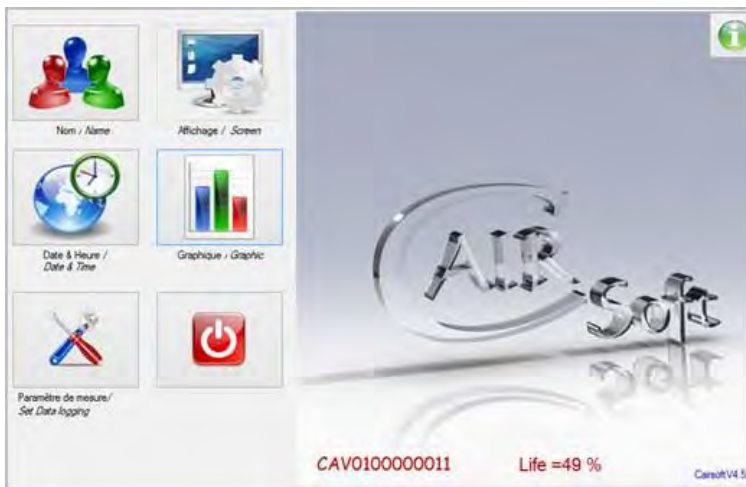 Nom / Name
Affichage / Screen
Date & Heure /
Date & Time
Graphique / Graphic
Paramètre de mesure/
Set Data logging
CAIR
Soft
CAV0100000011
Life =49 %
CairsoftV4.5